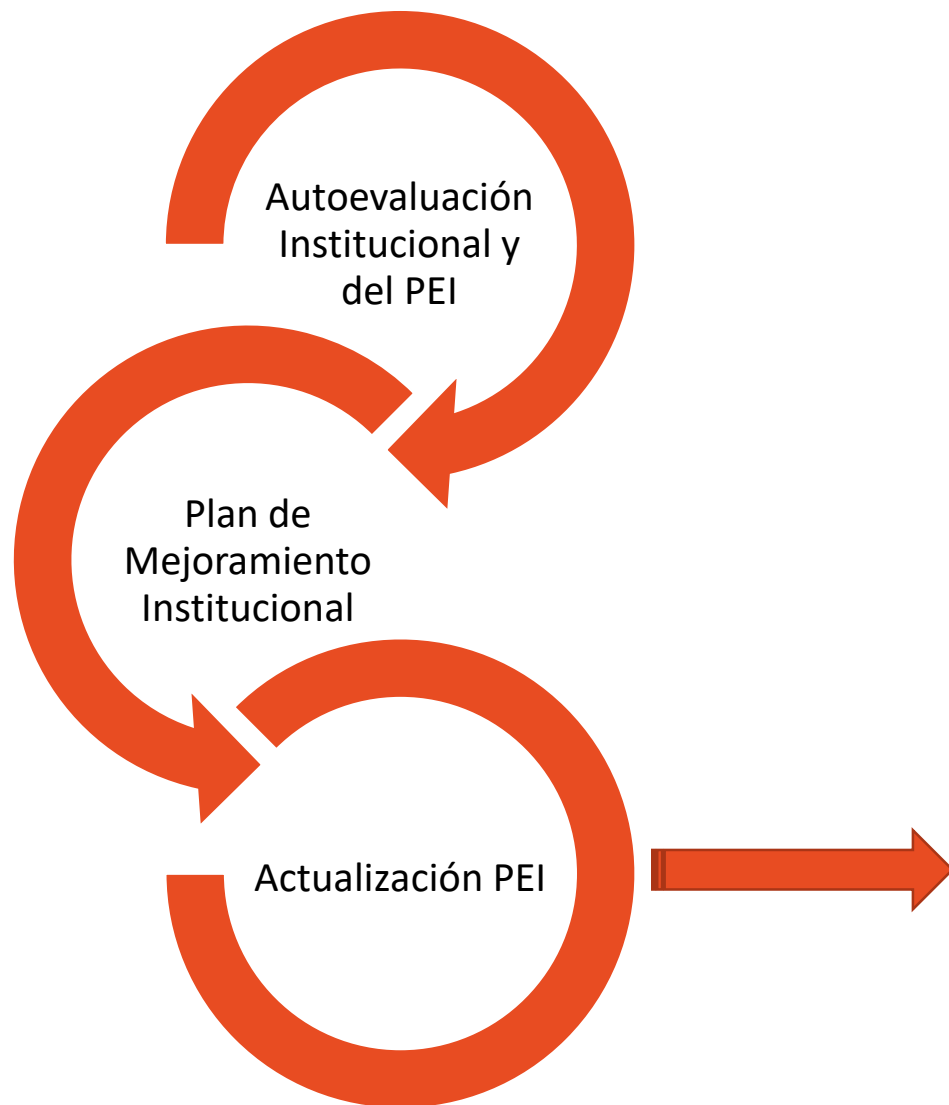 Autoevaluación
Institucional y
del PEI
Plan de
Mejoramiento
Institucional
Actualización PEI